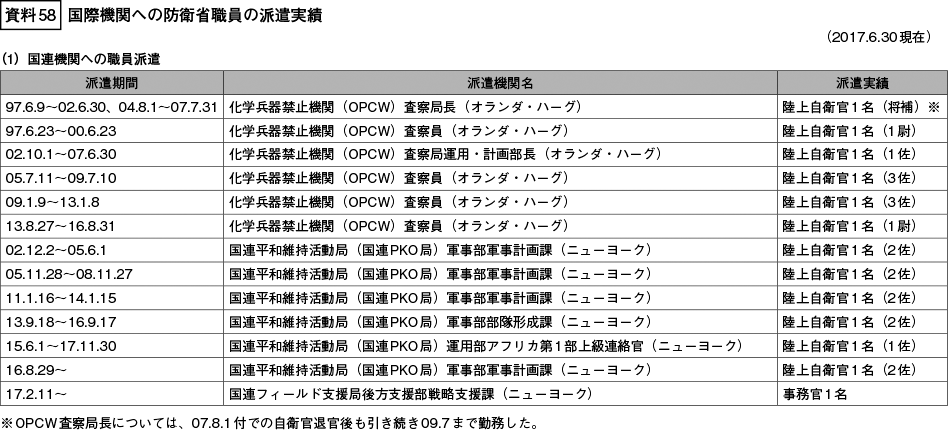 資料58 国際機関への防衛省職員の派遣実績
（2017.6.30現在）
（1）国連機関への職員派遣
派遣期間 派遣機関名 派遣実績
97.6.9～02.6.30、04.8.1～07.7.31 化学兵器禁止機関（OPCW）査察局長（オランダ・ハーグ） 陸上自衛官1名（将補）※
97.6.23～00.6.23 化学兵器禁止機関（OPCW）査察員（オランダ・ハーグ） 陸上自衛官1名（1尉）
02.10.1～07.6.30 化学兵器禁止機関（OPCW）査察局運用・計画部長（オランダ・ハーグ） 陸上自衛官1名（1佐）
05.7.11～09.7.10 化学兵器禁止機関（OPCW）査察員（オランダ・ハーグ） 陸上自衛官1名（3佐）
09.1.9～13.1.8 化学兵器禁止機関（OPCW）査察員（オランダ・ハーグ） 陸上自衛官1名（3佐）
13.8.27～16.8.31 化学兵器禁止機関（OPCW）査察員（オランダ・ハーグ） 陸上自衛官1名（1尉）
02.12.2～05.6.1 国連平和維持活動局（国連PKO局）軍事部軍事計画課（ニューヨーク） 陸上自衛官1名（2佐）
05.11.28～08.11.27 国連平和維持活動局（国連PKO局）軍事部軍事計画課（ニューヨーク） 陸上自衛官1名（2佐）
11.1.16～14.1.15 国連平和維持活動局（国連PKO局）軍事部軍事計画課（ニューヨーク） 陸上自衛官1名（2佐）
13.9.18～16.9.17 国連平和維持活動局（国連PKO局）軍事部部隊形成課（ニューヨーク） 陸上自衛官1名（2佐）
15.6.1～17.11.30 国連平和維持活動局（国連PKO局）運用部アフリカ第1部上級連絡官（ニューヨーク） 陸上自衛官1名（1佐）
16.8.29～ 国連平和維持活動局（国連PKO局）軍事部軍事計画課（ニューヨーク） 陸上自衛官1名（2佐）
17.2.11～ 国連フィールド支援局後方支援部戦略支援課（ニューヨーク） 事務官1名
※OPCW査察局長については、07.8.1付での自衛官退官後も引き続き09.7まで勤務した。